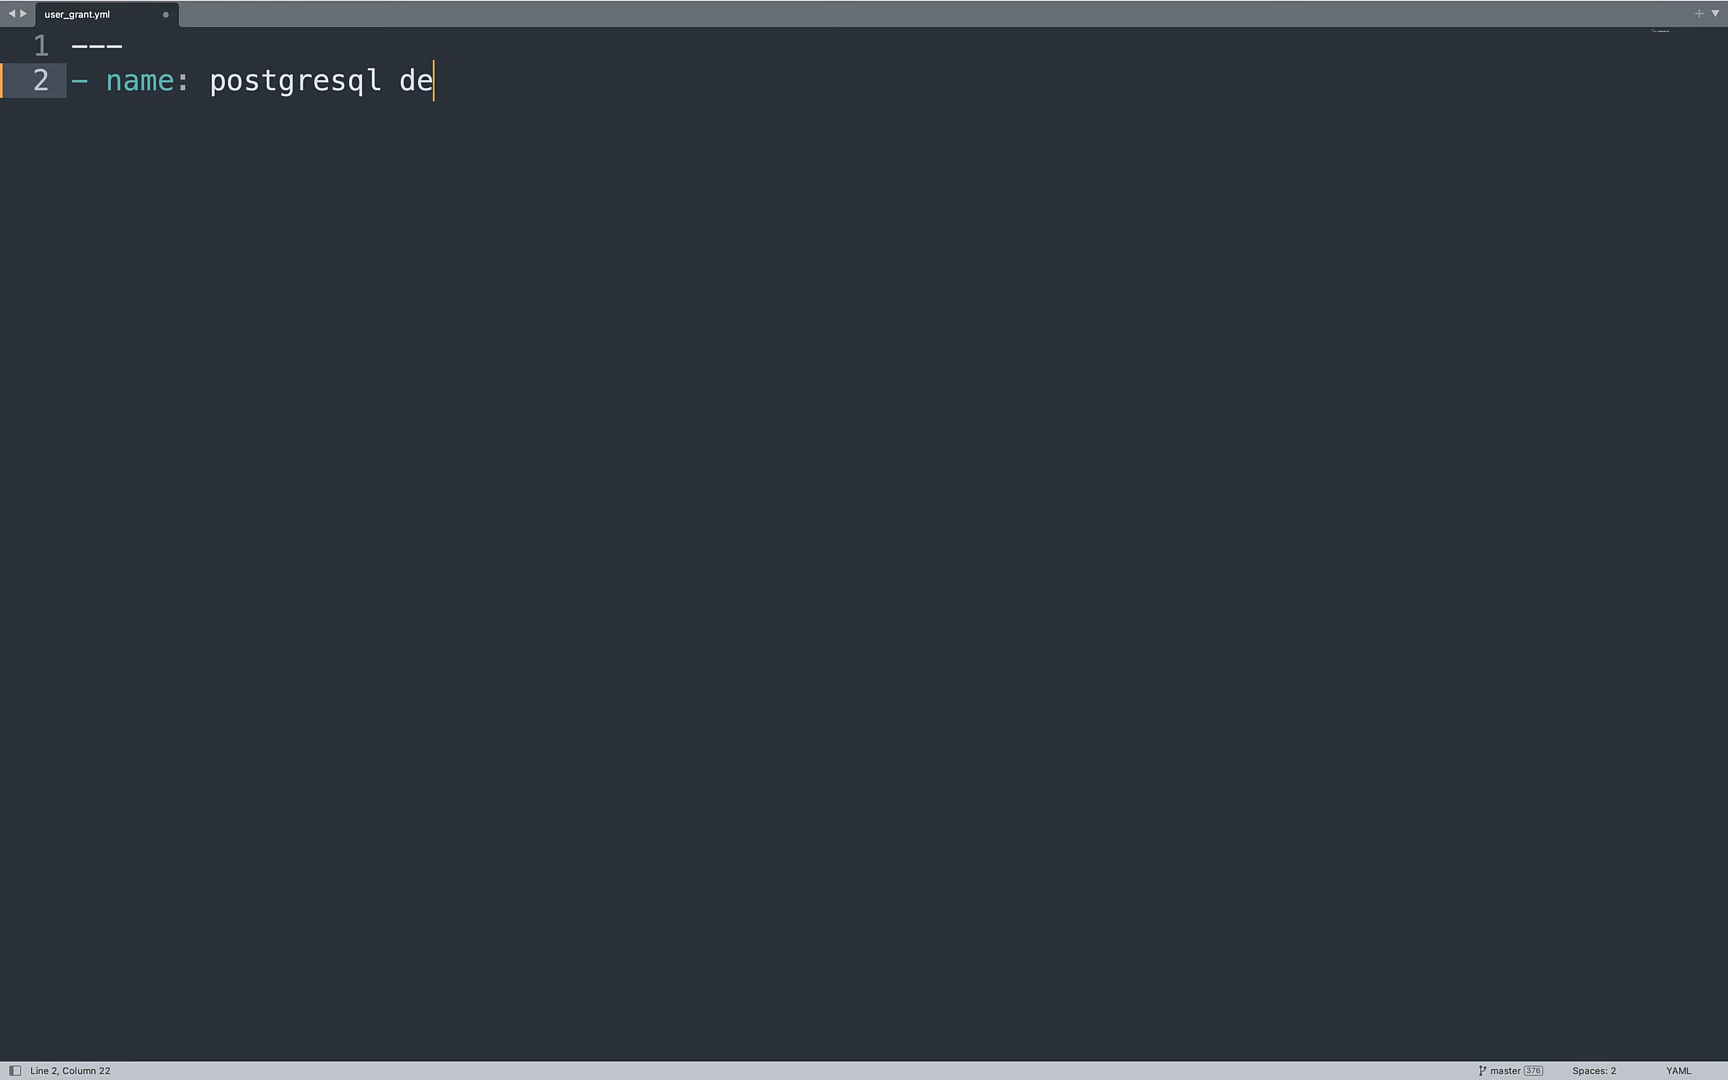 user_grant.yml
1 ---
2 - name: postgresql de
Line 2, Column 22
master 376
Spaces: 2
YAML